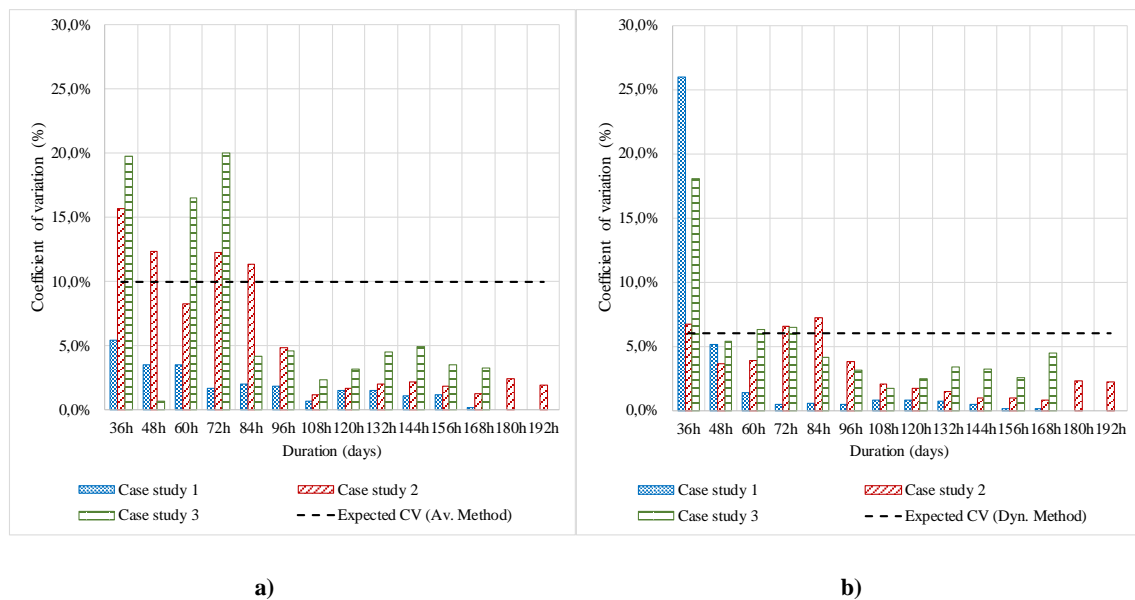 30,0%
25,0%
20,0%
15,0%
10,0%
5,0%
0,0%
Coefficient of variation (%)
36h 48h 60h 72h 84h 96h 108h 120h 132h 144h 156h 168h 180h 192h
Duration (days)
Case study 1
Case study 2
Case study 3
Expected CV (Av. Method)
a)
30,0%
25,0%
20,0%
15,0%
10,0%
5,0%
0,0%
Coefficient of variation (%)
36h 48h 60h 72h 84h 96h 108h 120h 132h 144h 156h 168h 180h 192h
Duration (days)
Case study 1
Case study 2
Case study 3
Expected CV (Dyn. Method)
b)